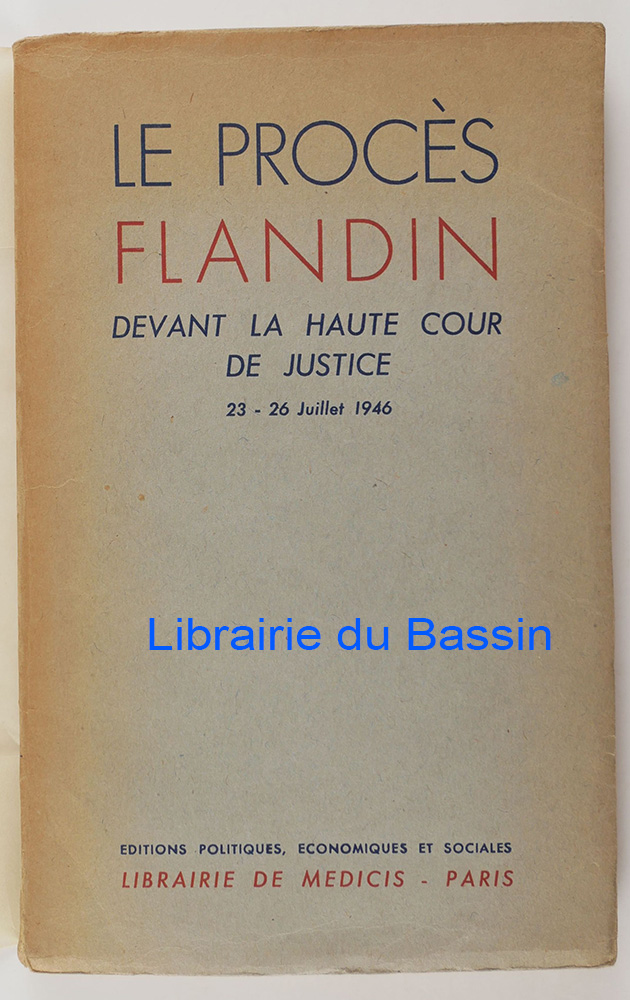 LE PROCÈS
FLANDIN
DEVANT LA HAUTE COUR
DE JUSTICE
23 - 26 Juillet 1946
Librairie du Bassin
EDITIONS POLITIQUES, ECONOMIQUES ET SOCIALES
LIBRAIRIE DE MEDICIS - PARIS